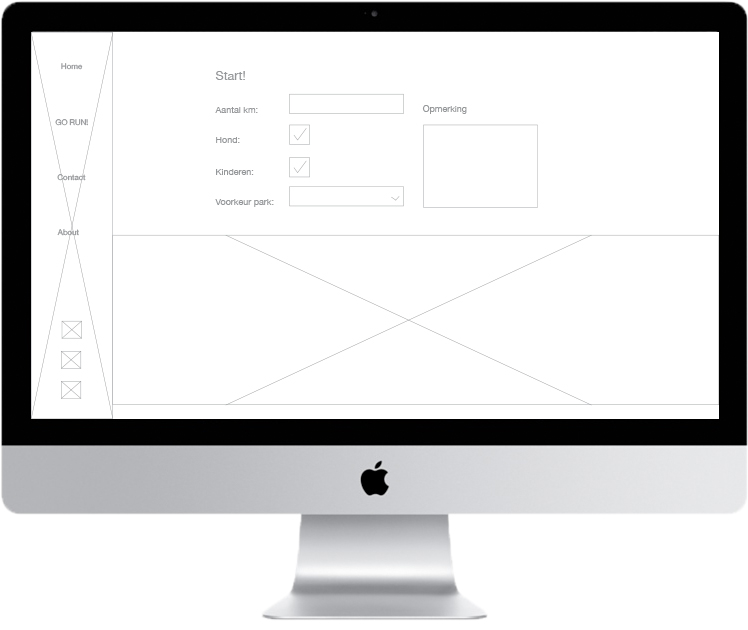 Home
GO RUN!
Contact
About
Start!
Aantal km:
Hond:
Kinderen:
Voorkeur park:
Opmerking